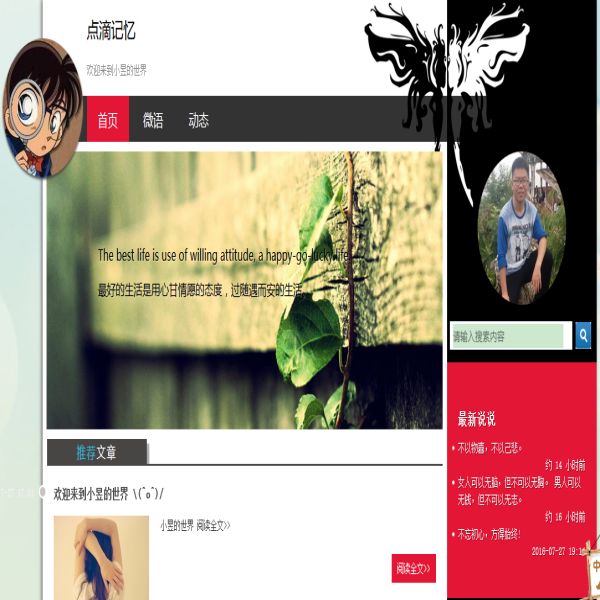 点滴记忆
欢迎来到小昱的世界
首页 微语 动态
The best life is use of willing attitude, a happy-go-lucky life.
最好的生活是用心甘情愿的态度，过随遇而安的生活。
请输入搜索内容
最新说说
不以物喜，不以己悲。
约 14 小时前
女人可以无脑，但不可以无胸。 男人可以
无钱，但不可以无志。
约 16 小时前
不忘初心，方得始终!
2016-07-27 19:1
推荐文章
欢迎来到小昱的世界 \(^o^)/
小昱的世界 阅读全文>>
阅读全文>>
中